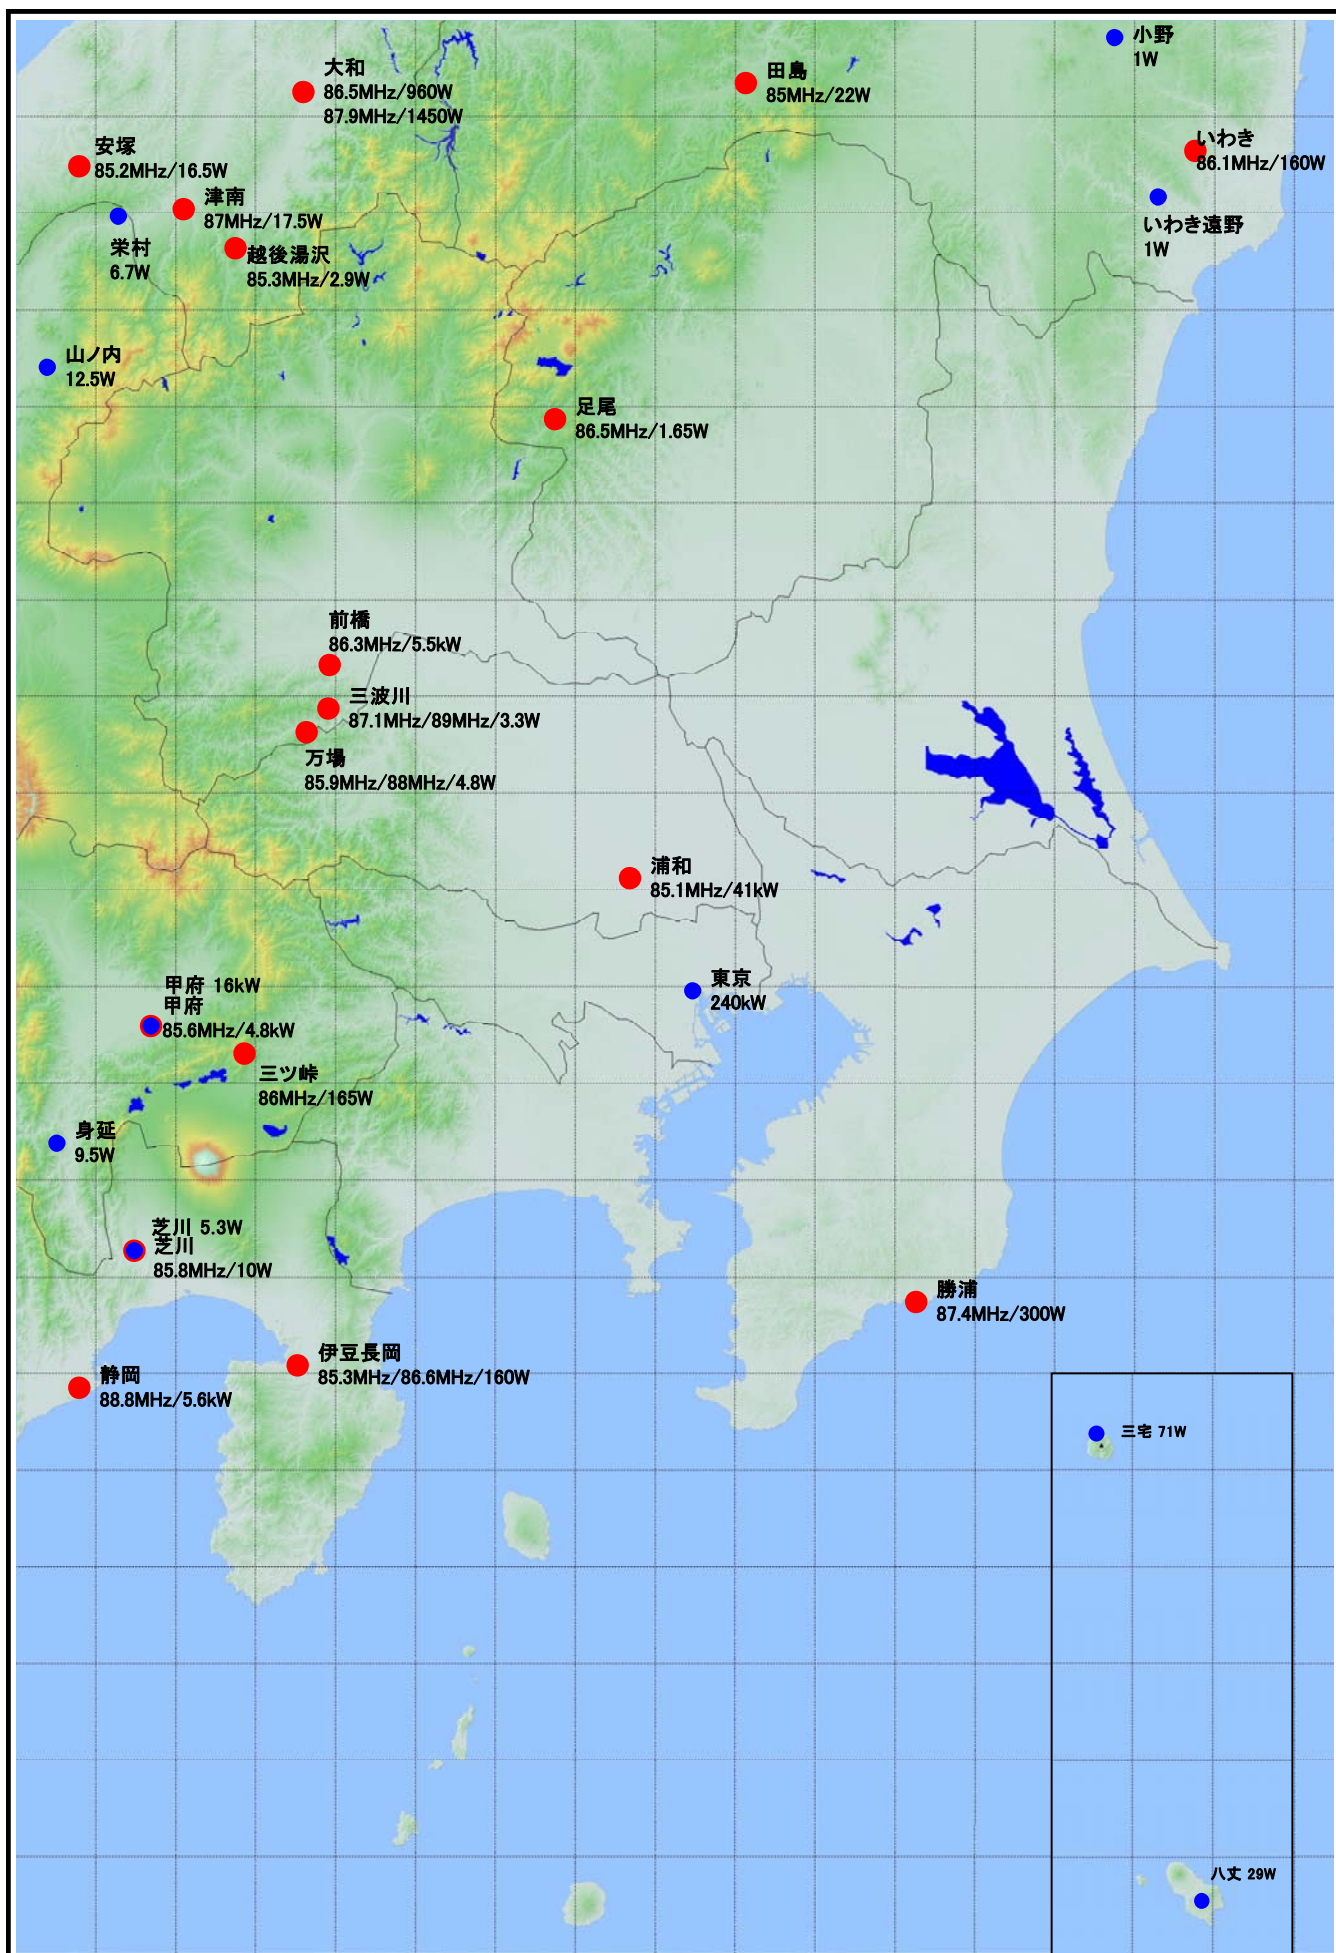 小野
1W
大和
86.5MHz/960W
87.9MHz/1450W
田島
85MHz/22W
いわき
86.1MHz/160W
安塚
85.2MHz/16.5W
津南
87MHz/17.5W
いわき遠野
1W
栄村
6.7W
越後湯沢
85.3MHz/2.9W
山ノ内
12.5W
足尾
86.5MHz/1.65W
前橋
86.3MHz/5.5kW
三波川
87.1MHz/89MHz/3.3W
万場
85.9MHz/88MHz/4.8W
浦和
85.1MHz/41kW
東京
240kW
甲府 16kW
甲府
85.6MHz/4.8kW
三ツ峠
86MHz/165W
身延
9.5W
芝川 5.3W
芝川
85.8MHz/10W
勝浦
87.4MHz/300W
伊豆長岡
85.3MHz/86.6MHz/160W
静岡
88.8MHz/5.6kW
三宅 71W
八丈 29W